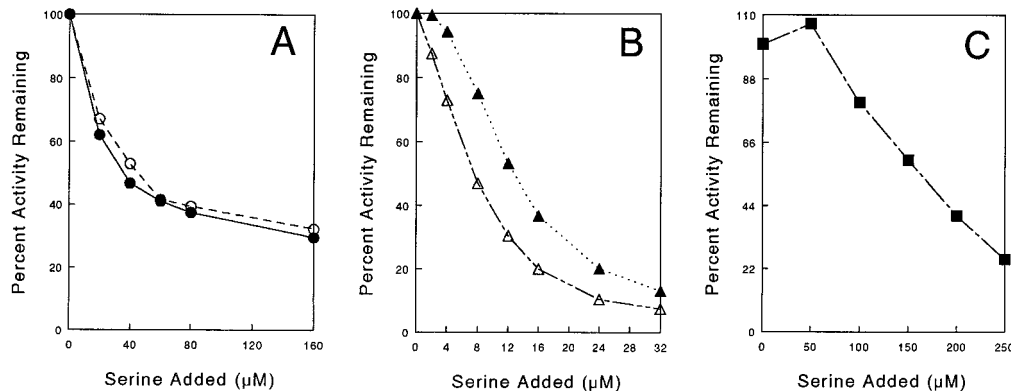 A
Percent Activity Remaining
100
80
60
40
20
0
0 40 80 120 160
Serine Added (µM)
B
Percent Activity Remaining
100
80
60
40
20
0
0 4 8 12 16 20 24 28 32
Serine Added (µM)
C
Percent Activity Remaining
110
88
66
44
22
0
0 50 100 150 200 250
Serine Added (µM)